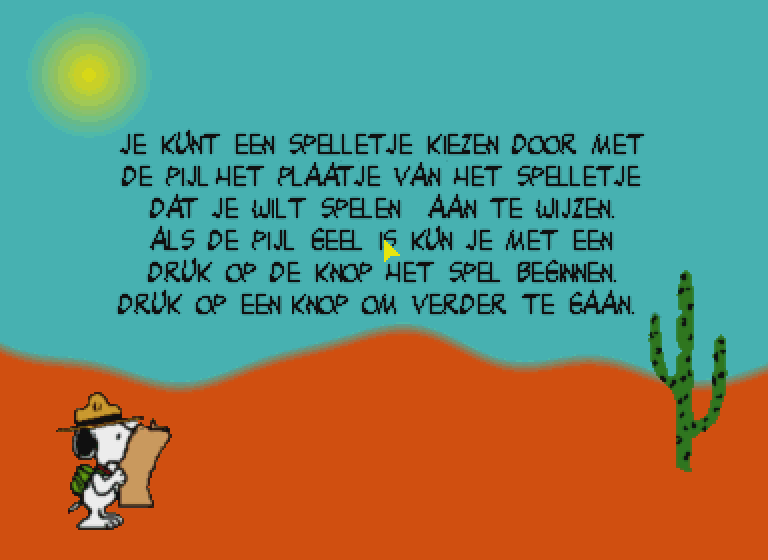 JE KUNT EEN SPELLETJE KIEZEN DOOR MET
DE PIJL HET PLAATJE VAN HET SPELLETJE
DAT JE WILT SPELEN AAN TE WIJZEN.
ALS DE PIJL GEEL IS KUN JE MET EEN
DRUK OP DE KNOP HET SPEL BEGINNEN.
DRUK OP EEN KNOP OM VERDER TE GAAN.